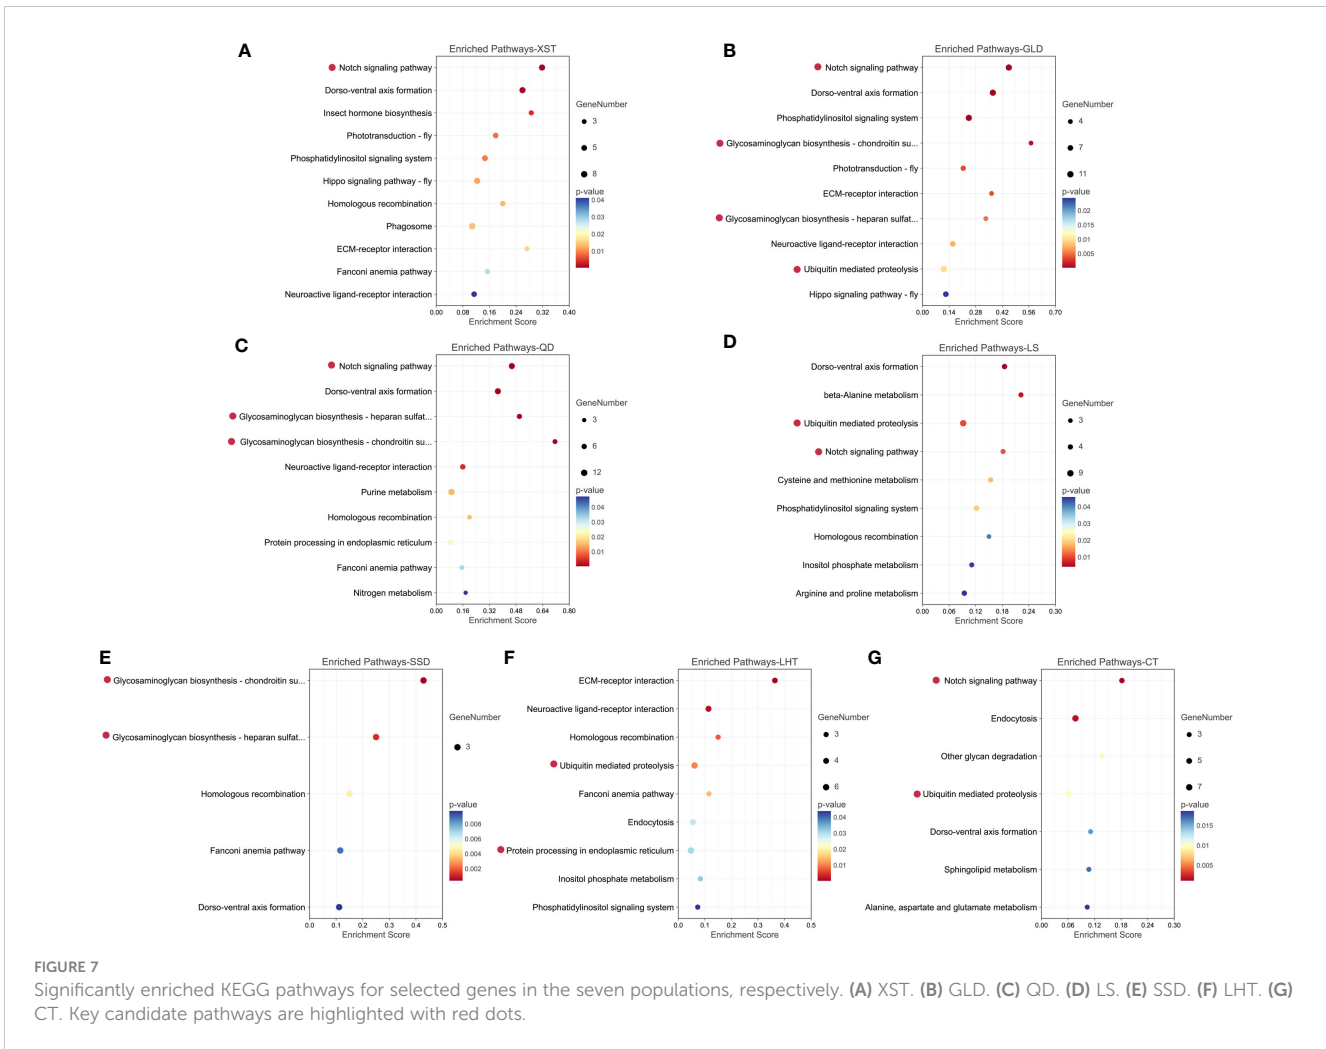 A
Enriched Pathways-XST
Notch signaling pathway
Dorso-ventral axis formation
Insect hormone biosynthesis
Phototransduction - fly
Phosphatidylinositol signaling system
Hippo signaling pathway - fly
Homologous recombination
Phagosome
ECM-receptor interaction
Fanconi anemia pathway
Neuroactive ligand-receptor interaction
0.00 0.08 0.16 0.24 0.32 0.40
Enrichment Score
GeneNumber
3
5
8
p-value
0.04
0.03
0.02
0.01
B
Enriched Pathways-GLD
Notch signaling pathway
Dorso-ventral axis formation
Phosphatidylinositol signaling system
Glycosaminoglycan biosynthesis - chondroitin su...
Phototransduction - fly
ECM-receptor interaction
Glycosaminoglycan biosynthesis - heparan sulfat...
Neuroactive ligand-receptor interaction
Ubiquitin mediated proteolysis
Hippo signaling pathway - fly
0.00 0.14 0.28 0.42 0.56 0.70
Enrichment Score
GeneNumber
4
7
11
p-value
0.02
0.015
0.01
0.005
C
Enriched Pathways-QD
Notch signaling pathway
Dorso-ventral axis formation
Glycosaminoglycan biosynthesis - heparan sulfat...
Glycosaminoglycan biosynthesis - chondroitin su...
Neuroactive ligand-receptor interaction
Purine metabolism
Homologous recombination
Protein processing in endoplasmic reticulum
Fanconi anemia pathway
Nitrogen metabolism
0.00 0.16 0.32 0.48 0.64 0.80
Enrichment Score
GeneNumber
3
6
12
p-value
0.04
0.03
0.02
0.01
D
Enriched Pathways-LS
Dorso-ventral axis formation
beta-Alanine metabolism
Ubiquitin mediated proteolysis
Notch signaling pathway
Cysteine and methionine metabolism
Phosphatidylinositol signaling system
Homologous recombination
Inositol phosphate metabolism
Arginine and proline metabolism
0.00 0.06 0.12 0.18 0.24 0.30
Enrichment Score
GeneNumber
3
4
9
p-value
0.04
0.03
0.02
0.01
E
Enriched Pathways-SSD
Glycosaminoglycan biosynthesis - chondroitin su...
Glycosaminoglycan biosynthesis - heparan sulfat...
Homologous recombination
Fanconi anemia pathway
Dorso-ventral axis formation
0.0 0.1 0.2 0.3 0.4 0.5
Enrichment Score
GeneNumber
3
p-value
0.008
0.006
0.004
0.002
F
Enriched Pathways-LHT
ECM-receptor interaction
Neuroactive ligand-receptor interaction
Homologous recombination
Ubiquitin mediated proteolysis
Fanconi anemia pathway
Endocytosis
Protein processing in endoplasmic reticulum
Inositol phosphate metabolism
Phosphatidylinositol signaling system
0.0 0.1 0.2 0.3 0.4 0.5
Enrichment Score
GeneNumber
3
4
6
p-value
0.04
0.03
0.02
0.01
G
Enriched Pathways-CT
Notch signaling pathway
Endocytosis
Other glycan degradation
Ubiquitin mediated proteolysis
Dorso-ventral axis formation
Sphingolipid metabolism
Alanine, aspartate and glutamate metabolism
0.00 0.06 0.12 0.18 0.24 0.30
Enrichment Score
GeneNumber
3
5
7
p-value
0.015
0.01
0.005
FIGURE 7
Significantly enriched KEGG pathways for selected genes in the seven populations, respectively. (A) XST. (B) GLD. (C) QD. (D) LS. (E) SSD. (F) LHT. (G)
CT. Key candidate pathways are highlighted with red dots.